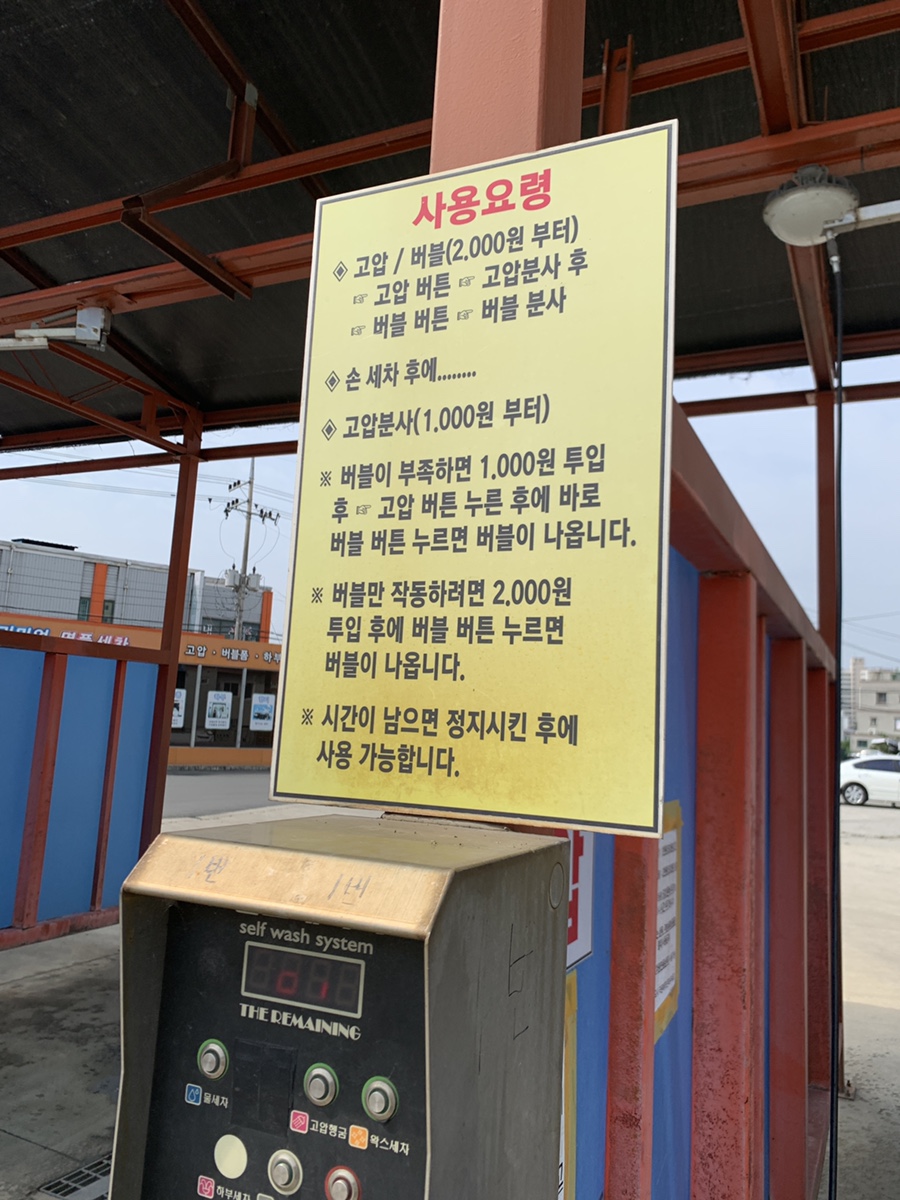 사용요령
◈ 고압 / 버블(2.000원 부터)
☞ 고압 버튼 ☞ 고압분사 후
☞ 버블 버튼 ☞ 버블 분사
◈ 손 세차 후에........
◈ 고압분사(1.000원 부터)
※ 버블이 부족하면 1.000원 투입
후 ☞ 고압 버튼 누른 후에 바로
버블 버튼 누르면 버블이 나옵니다.
※ 버블만 작동하려면 2.000원
투입 후에 버블 버튼 누르면
버블이 나옵니다.
※ 시간이 남으면 정지시킨 후에
사용 가능합니다.
명품세차
고압 · 버블폼 · 하부
1번
self wash system
THE REMAINING
물세차
고압헹굼
왁스세차
하부세차